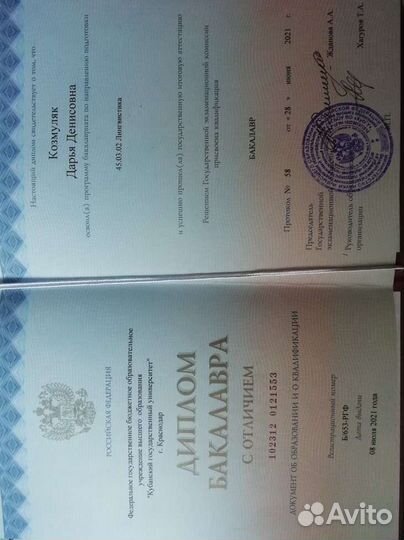 РОССИЙСКАЯ ФЕДЕРАЦИЯ
Федеральное государственное бюджетное образовательное
учреждение высшего образования
"Кубанский государственный университет"
г. Краснодар
ДИПЛОМ
БАКАЛАВРА
С ОТЛИЧИЕМ
102312 0121553
ДОКУМЕНТ ОБ ОБРАЗОВАНИИ И О КВАЛИФИКАЦИИ
Регистрационный номер
Б/653-РГФ
Дата выдачи
08 июля 2021 года
Настоящий диплом свидетельствует о том, что
Козмуляк
Дарья Денисовна
освоил(а) программу бакалавриата по направлению подготовки
45.03.02 Лингвистика
и успешно прошел(ла) государственную итоговую аттестацию
Решением Государственной экзаменационной комиссии
присвоена квалификация
БАКАЛАВР
Протокол № 58 от « 28 » июня 2021 г.
Председатель
Государственной
экзаменационной
Жданова А.А.
Руководитель
организации
Хагуров Т.А.
Avito